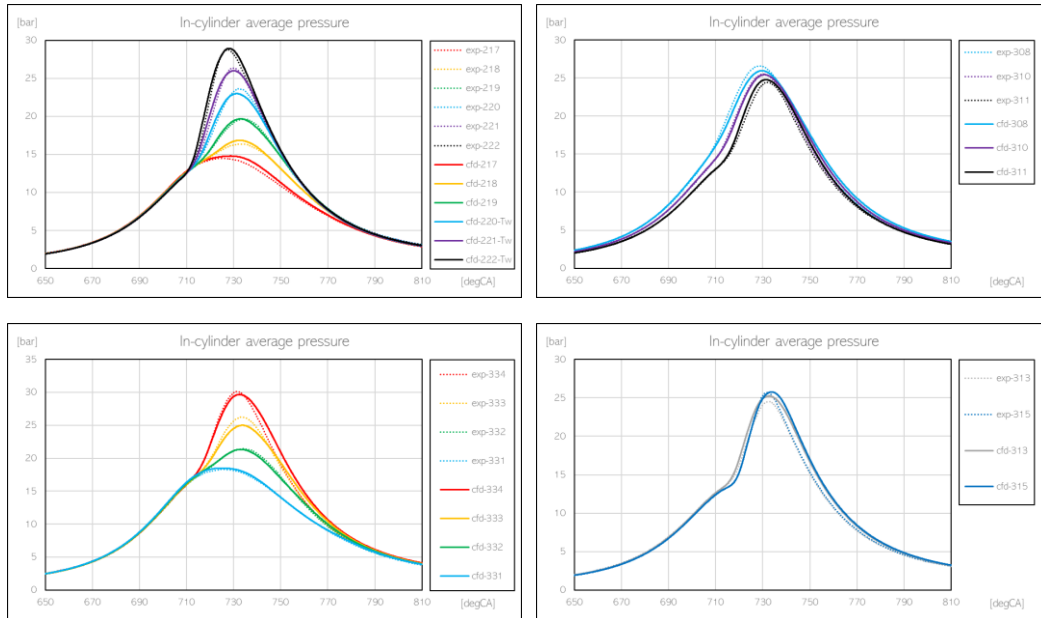 In-cylinder average pressure
[bar]
30
25
20
15
10
5
0
650
670
690
710
730
750
770
790
810
[degCA]
exp-217
exp-218
exp-219
exp-220
exp-221
exp-222
cfd-217
cfd-218
cfd-219
cfd-220-Tw
cfd-221-Tw
cfd-222-Tw
In-cylinder average pressure
[bar]
30
25
20
15
10
5
0
650
670
690
710
730
750
770
790
810
[degCA]
exp-308
exp-310
exp-311
cfd-308
cfd-310
cfd-311
In-cylinder average pressure
[bar]
35
30
25
20
15
10
5
0
650
670
690
710
730
750
770
790
810
[degCA]
exp-334
exp-333
exp-332
exp-331
cfd-334
cfd-333
cfd-332
cfd-331
In-cylinder average pressure
[bar]
30
25
20
15
10
5
0
650
670
690
710
730
750
770
790
810
[degCA]
exp-313
exp-315
cfd-313
cfd-315